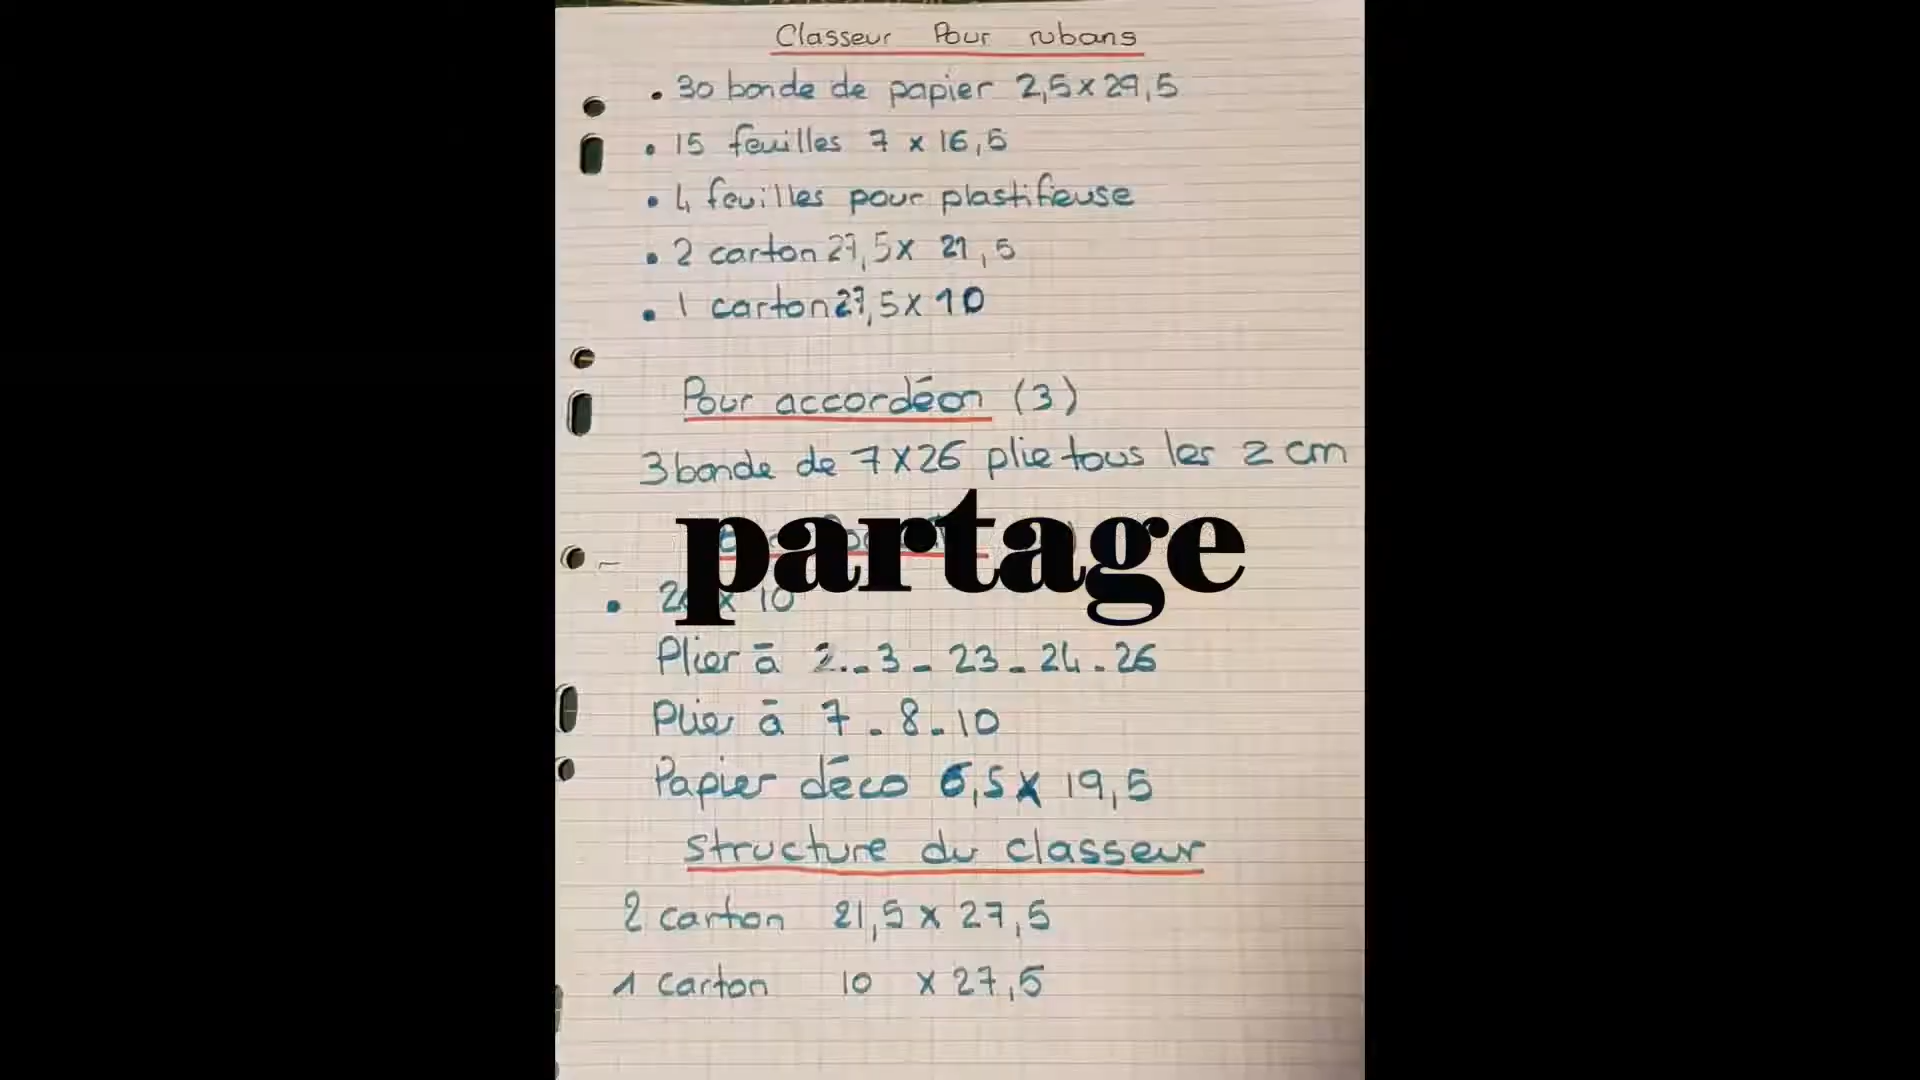 Classeur Pour rubans
• 30 bande de papier 2,5 x 29,5
• 15 feuilles 7 x 16,5
• 4 feuilles pour plastifieuse
• 2 carton 27,5 x 21,5
• 1 carton 27,5 x 10
Pour accordéon (3)
3 bande de 7 x 26 plie tous les 2 cm
partage
• x 10
Plier à 2 - 3 - 23 - 24 - 26
Plier à 7 - 8 - 10
Papier déco 6,5 x 19,5
Structure du classeur
2 carton 21,5 x 27,5
1 carton 10 x 27,5